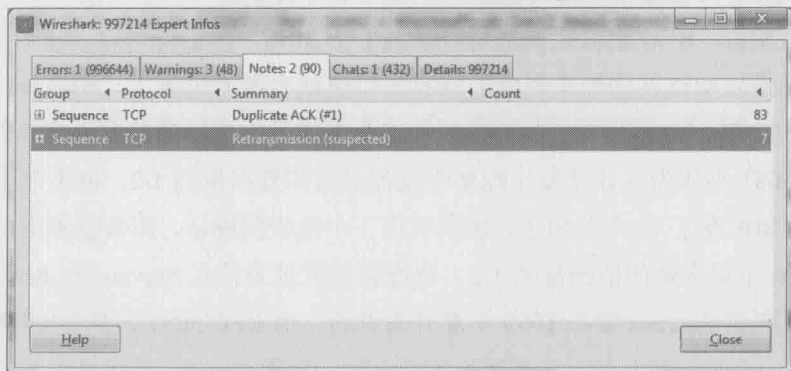 Wireshark: 997214 Expert Infos
Errors: 1 (996644) Warnings: 3 (48) Notes: 2 (90) Chats: 1 (432) Details: 997214
Group Protocol Summary Count
Sequence TCP Duplicate ACK (#1) 83
Sequence TCP Retransmission (suspected) 7
Help Close